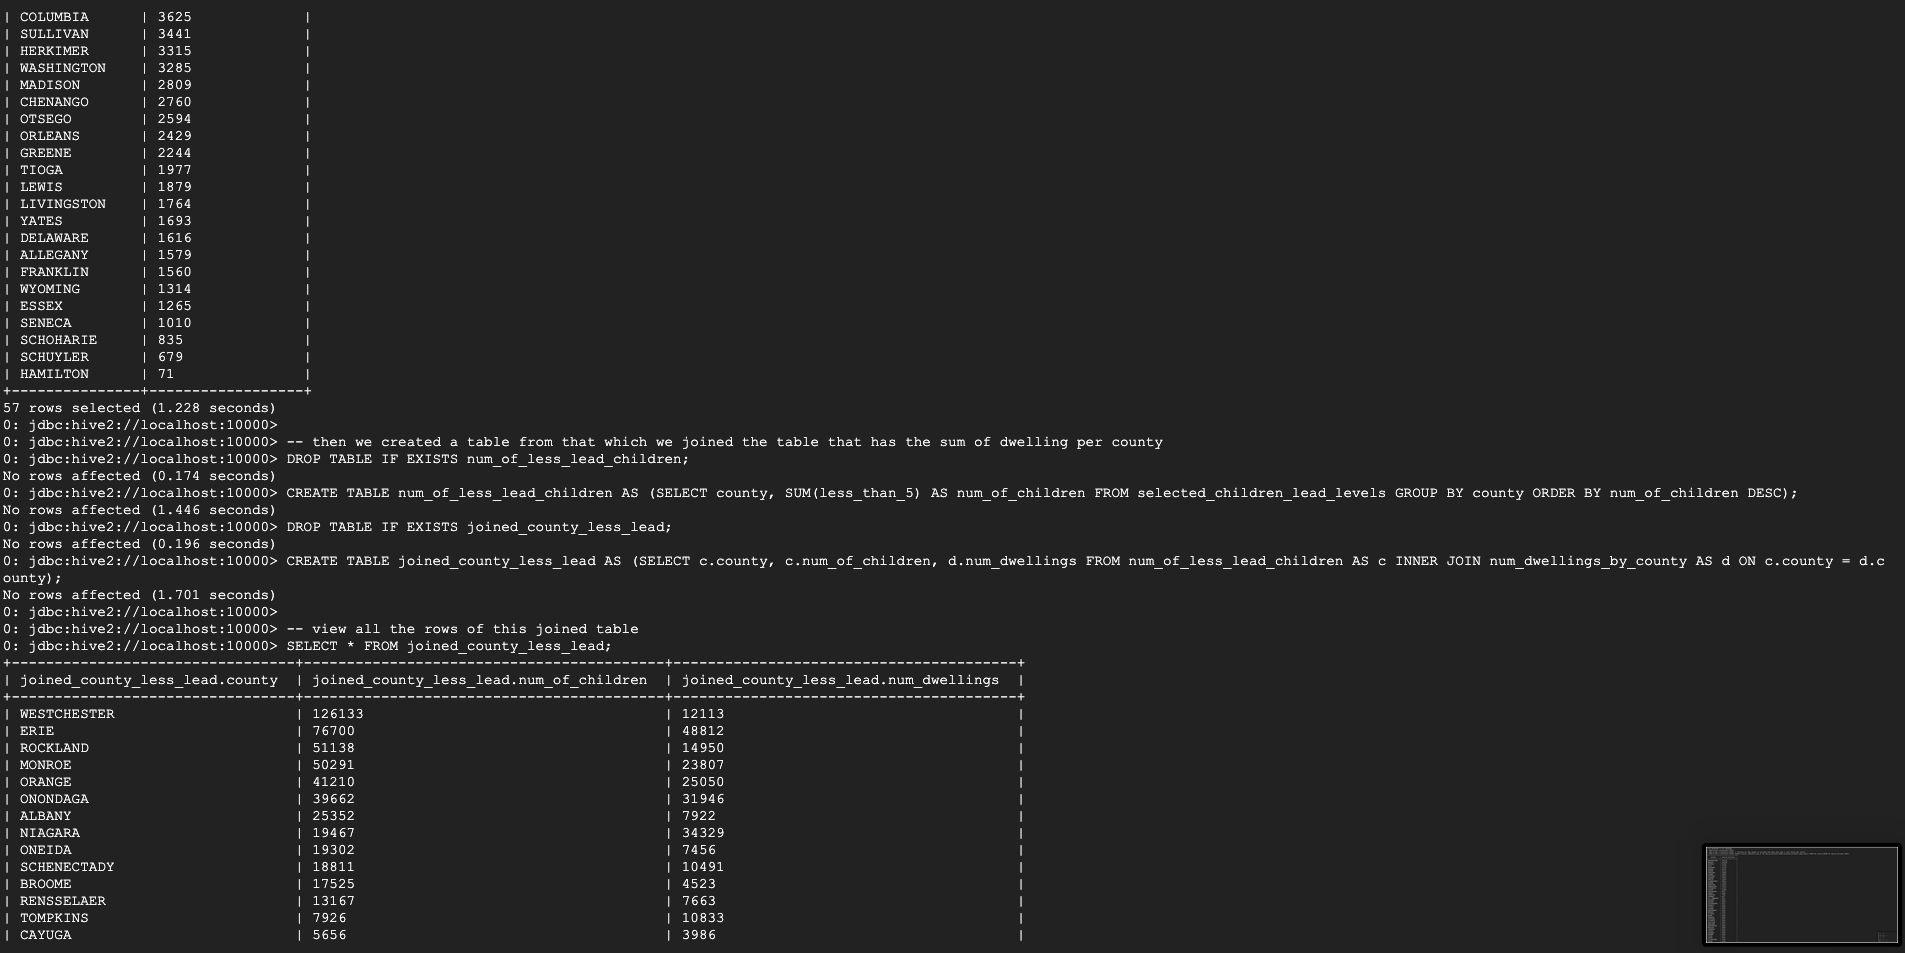 | COLUMBIA      | 3625             |
| SULLIVAN      | 3441             |
| HERKIMER      | 3315             |
| WASHINGTON    | 3285             |
| MADISON       | 2809             |
| CHENANGO      | 2760             |
| OTSEGO        | 2594             |
| ORLEANS       | 2429             |
| GREENE        | 2244             |
| TIOGA         | 1977             |
| LEWIS         | 1879             |
| LIVINGSTON    | 1764             |
| YATES         | 1693             |
| DELAWARE      | 1616             |
| ALLEGANY      | 1579             |
| FRANKLIN      | 1560             |
| WYOMING       | 1314             |
| ESSEX         | 1265             |
| SENECA        | 1010             |
| SCHOHARIE     | 835              |
| SCHUYLER      | 679              |
| HAMILTON      | 71               |
+---------------+------------------+
57 rows selected (1.228 seconds)
0: jdbc:hive2://localhost:10000>
0: jdbc:hive2://localhost:10000> -- then we created a table from that which we joined the table that has the sum of dwelling per county
0: jdbc:hive2://localhost:10000> DROP TABLE IF EXISTS num_of_less_lead_children;
No rows affected (0.174 seconds)
0: jdbc:hive2://localhost:10000> CREATE TABLE num_of_less_lead_children AS (SELECT county, SUM(less_than_5) AS num_of_children FROM selected_children_lead_levels GROUP BY county ORDER BY num_of_children DESC);
No rows affected (1.446 seconds)
0: jdbc:hive2://localhost:10000> DROP TABLE IF EXISTS joined_county_less_lead;
No rows affected (0.196 seconds)
0: jdbc:hive2://localhost:10000> CREATE TABLE joined_county_less_lead AS (SELECT c.county, c.num_of_children, d.num_dwellings FROM num_of_less_lead_children AS c INNER JOIN num_dwellings_by_county AS d ON c.county = d.c
ounty);
No rows affected (1.701 seconds)
0: jdbc:hive2://localhost:10000>
0: jdbc:hive2://localhost:10000> -- view all the rows of this joined table
0: jdbc:hive2://localhost:10000> SELECT * FROM joined_county_less_lead;
+---------------------------------+------------------------------------------+----------------------------------------+
| joined_county_less_lead.county  | joined_county_less_lead.num_of_children  | joined_county_less_lead.num_dwellings  |
+---------------------------------+------------------------------------------+----------------------------------------+
| WESTCHESTER                     | 126133                                   | 12113                                  |
| ERIE                            | 76700                                    | 48812                                  |
| ROCKLAND                        | 51138                                    | 14950                                  |
| MONROE                          | 50291                                    | 23807                                  |
| ORANGE                          | 41210                                    | 25050                                  |
| ONONDAGA                        | 39662                                    | 31946                                  |
| ALBANY                          | 25352                                    | 7922                                   |
| NIAGARA                         | 19467                                    | 34329                                  |
| ONEIDA                          | 19302                                    | 7456                                   |
| SCHENECTADY                     | 18811                                    | 10491                                  |
| BROOME                          | 17525                                    | 4523                                   |
| RENSSELAER                      | 13167                                    | 7663                                   |
| TOMPKINS                        | 7926                                     | 10833                                  |
| CAYUGA                          | 5656                                     | 3986                                   |